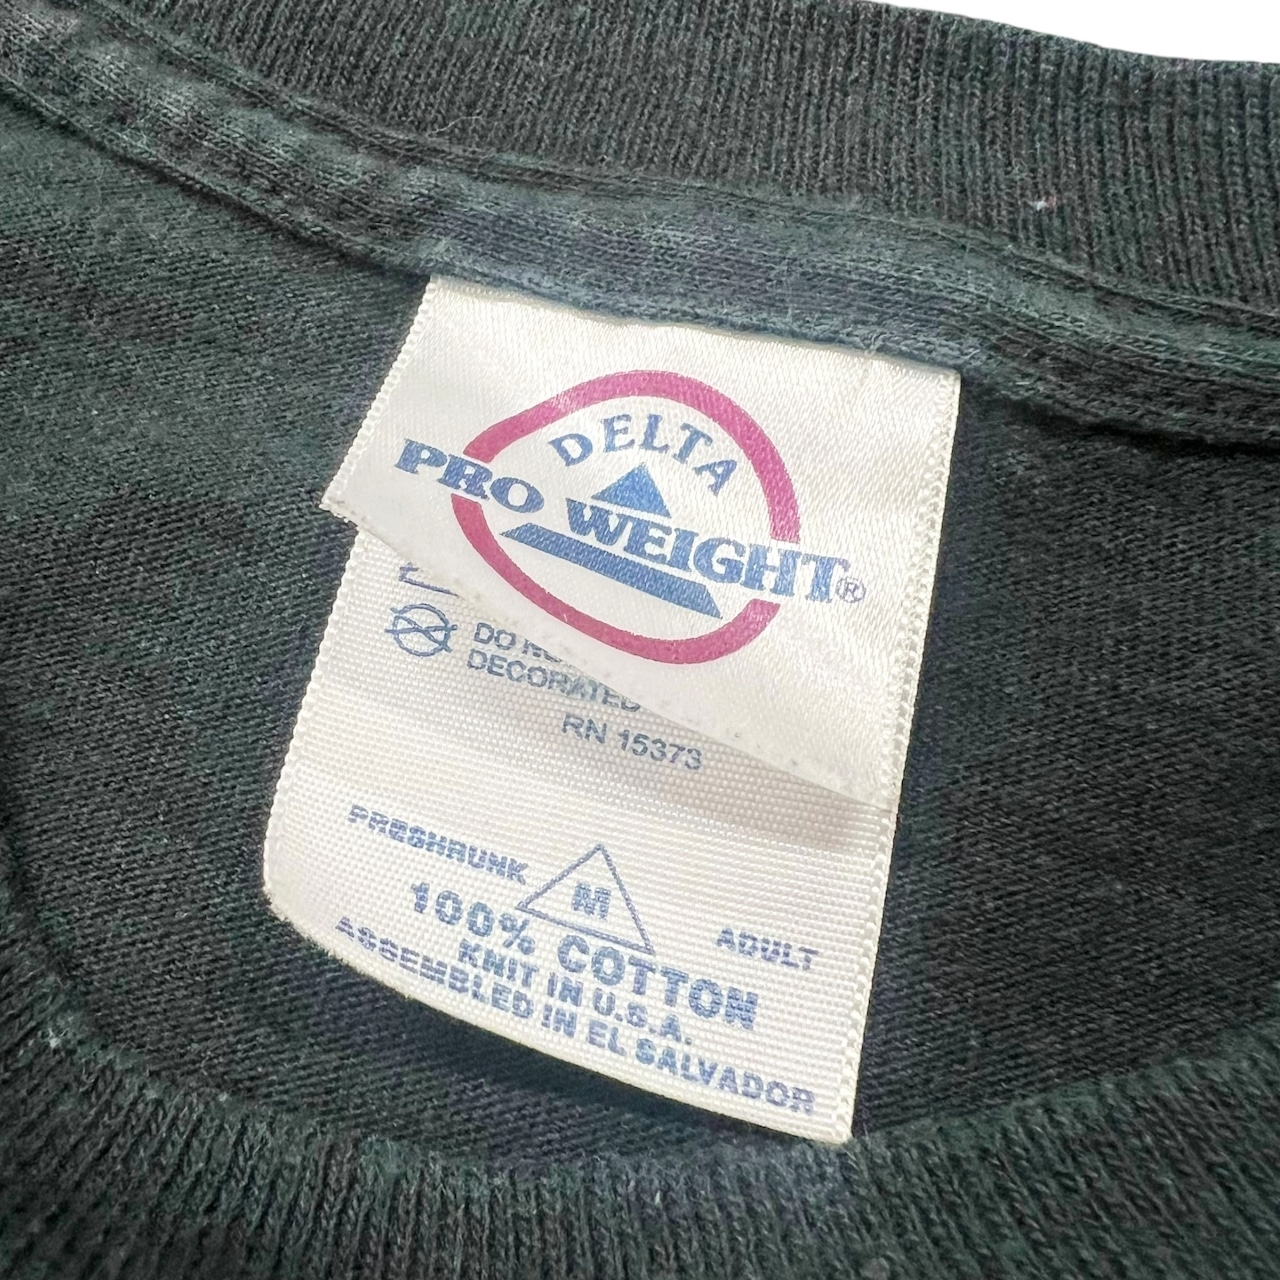 DELTA
PRO WEIGHT®
DO
DECORATED
RN 15373
PRESHRUNK
M
ADULT
100% COTTON
KNIT IN U.S.A.
ASSEMBLED IN EL SALVADOR